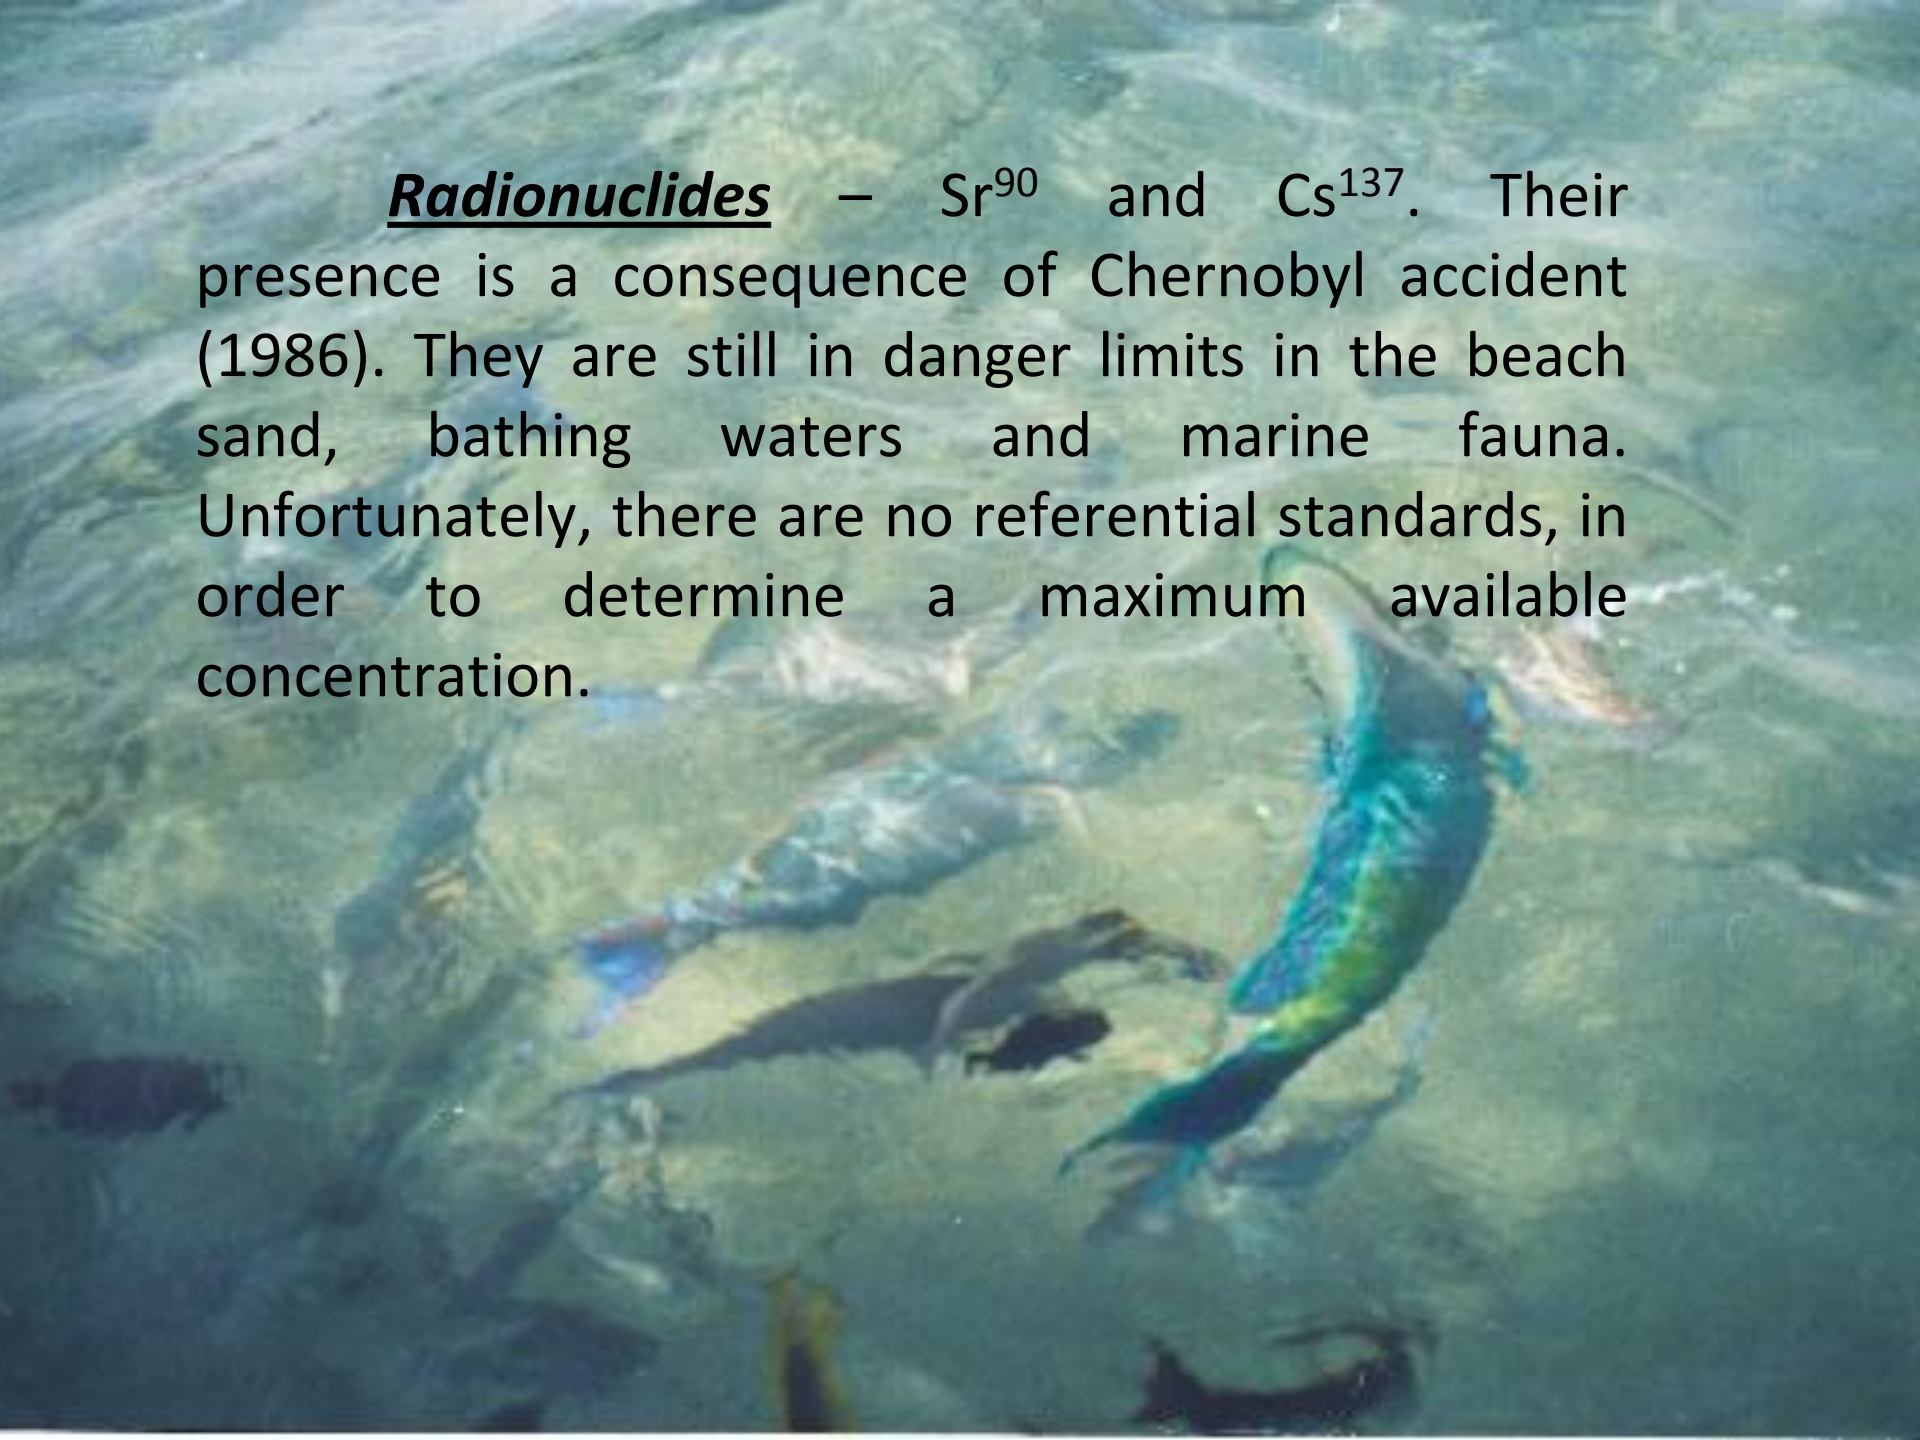 Radionuclides – Sr⁹⁰ and Cs¹³⁷. Their
presence is a consequence of Chernobyl accident
(1986). They are still in danger limits in the beach
sand, bathing waters and marine fauna.
Unfortunately, there are no referential standards, in
order to determine a maximum available
concentration.